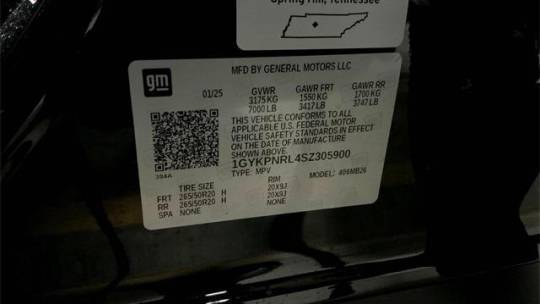 Spring Hill, Tennessee
gm
MFD BY GENERAL MOTORS LLC
01/25 GVWR GAWR FRT GAWR RR
3175 KG 1550 KG 1700 KG
7000 LB 3417 LB 3747 LB
THIS VEHICLE CONFORMS TO ALL
APPLICABLE U.S. FEDERAL MOTOR
VEHICLE SAFETY STANDARDS IN EFFECT
ON THE DATE OF MANUFACTURE
SHOWN ABOVE.
1GYKPNRL4SZ305900
394A TYPE: MPV MODEL: 406MB26
TIRE SIZE RIM
FRT 265/50R20 H 20X9J
RR 265/50R20 H 20X9J
SPA NONE NONE